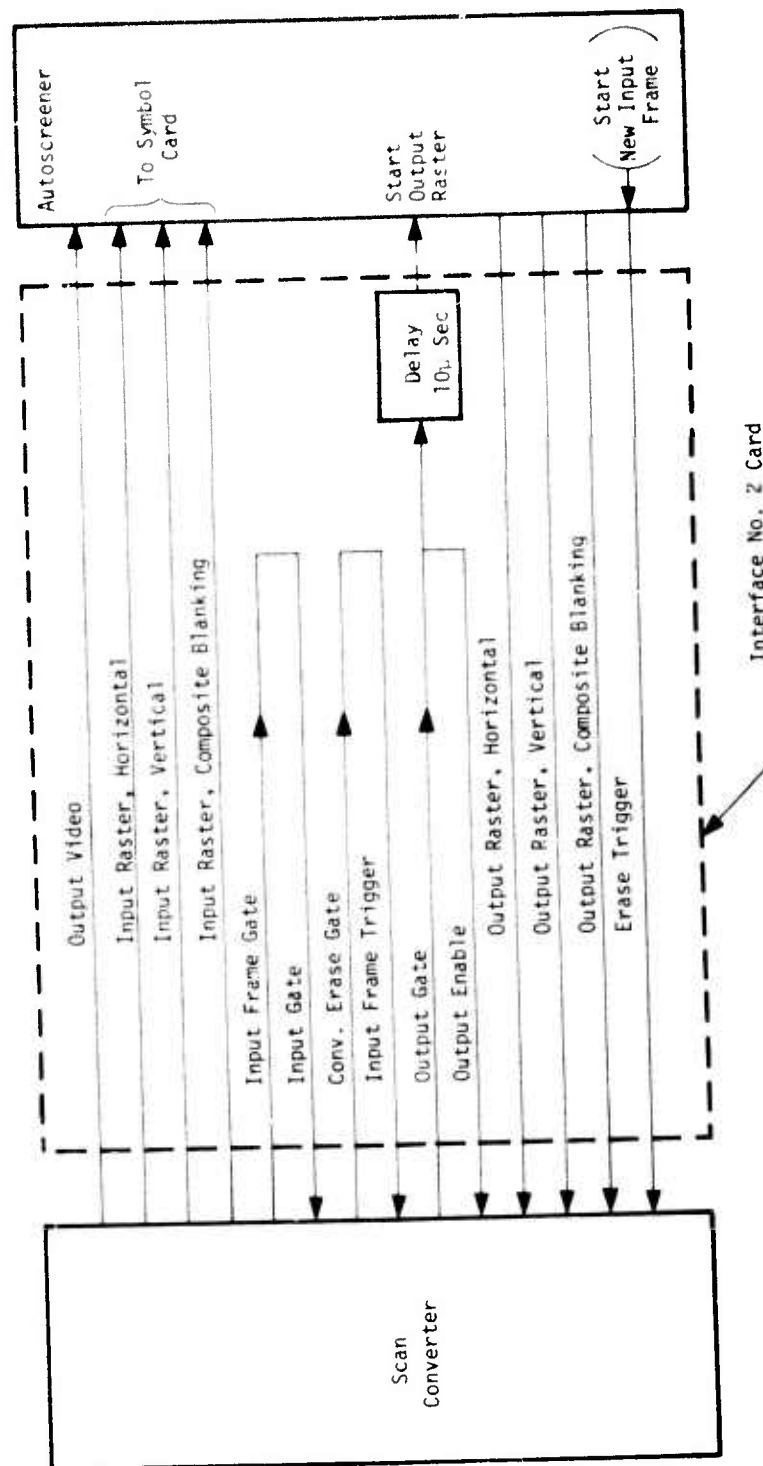 Autoscreener
To Symbol
Card
Start
Output
Raster
Start
New Input
Frame
Delay
10μ Sec
Output Video
Input Raster, Horizontal
Input Raster, Vertical
Input Raster, Composite Blanking
Input Frame Gate
Input Gate
Conv. Erase Gate
Input Frame Trigger
Output Gate
Output Enable
Output Raster, Horizontal
Output Raster, Vertical
Output Raster, Composite Blanking
Erase Trigger
Interface No. 2 Card
Scan
Converter